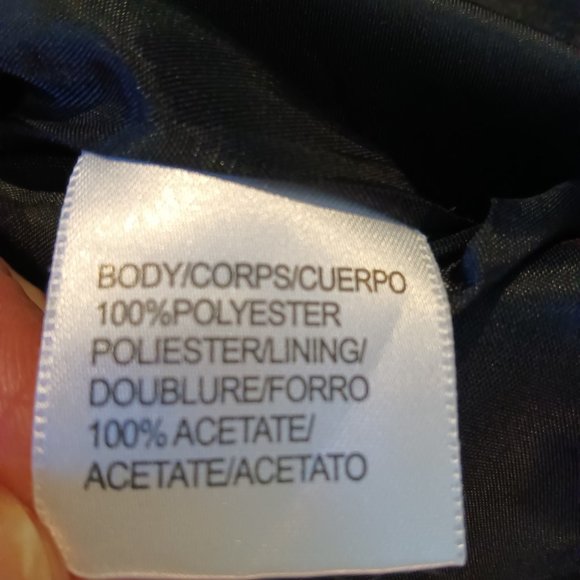 BODY/CORPS/CUERPO
100%POLYESTER
POLIESTER/LINING/
DOUBLURE/FORRO
100% ACETATE/
ACETATE/ACETATO